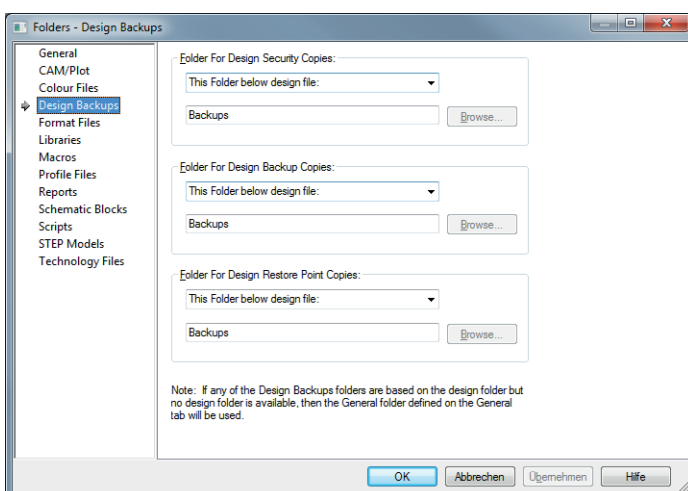 Folders - Design Backups
General
CAM/Plot
Colour Files
Design Backups
Format Files
Libraries
Macros
Profile Files
Reports
Schematic Blocks
Scripts
STEP Models
Technology Files
Folder For Design Security Copies:
This Folder below design file:
Backups
Browse...
Folder For Design Backup Copies:
This Folder below design file:
Backups
Browse...
Folder For Design Restore Point Copies:
This Folder below design file:
Backups
Browse...
Note: If any of the Design Backups folders are based on the design folder but
no design folder is available, then the General folder defined on the General
tab will be used.
OK
Abbrechen
Übernehmen
Hilfe